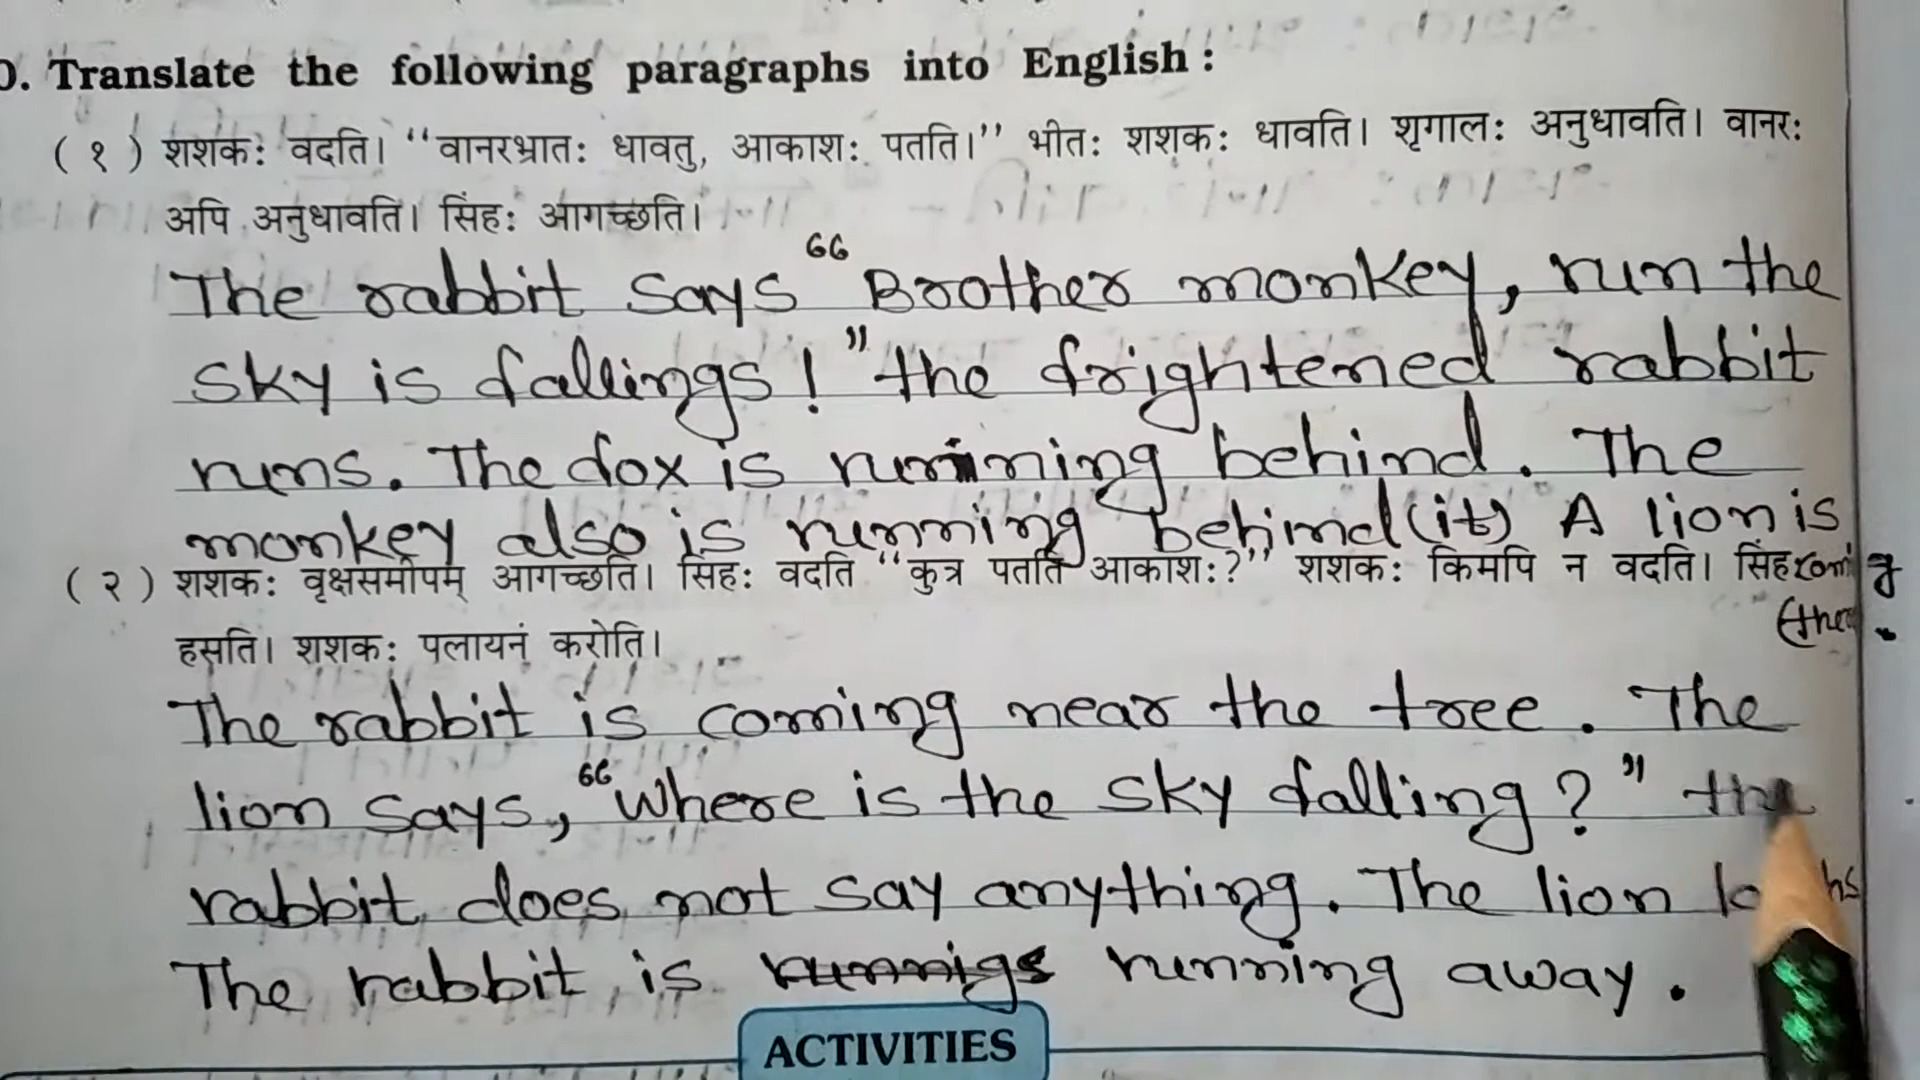 D. Translate the following paragraphs into English :
( १ ) शशकः वदति। “वानरभ्रातः धावतु, आकाशः पतति।” भीतः शशकः धावति। शृगालः अनुधावति। वानरः
अपि अनुधावति। सिंहः आगच्छति।
The rabbit says “Brother monkey, run the
sky is fallings! ” the frightened rabbit
runs. The fox is running behind. The
monkey also is running behind (it) A lion is
coming
( २ ) शशकः वृक्षसमीपम् आगच्छति। सिंहः वदति “कुत्र पतति आकाशः?” शशकः किमपि न वदति। सिंहः
हसति। शशकः पलायनं करोति।
The rabbit is coming near the tree. The
lion says, “Where is the sky falling?” the
rabbit does not say anything. The lion
The rabbit is runnigs running away.
ACTIVITIES